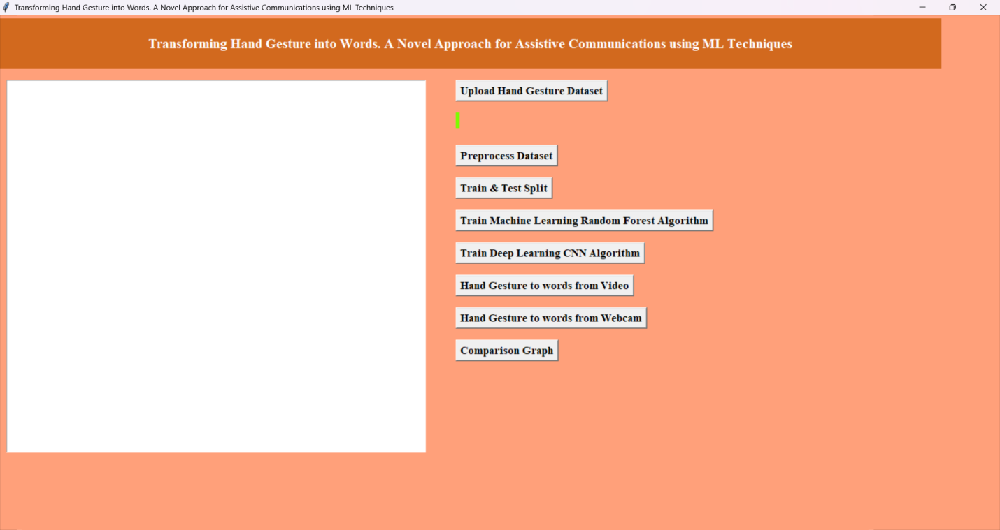 Transforming Hand Gesture into Words. A Novel Approach for Assistive Communications using ML Techniques
Transforming Hand Gesture into Words. A Novel Approach for Assistive Communications using ML Techniques
Upload Hand Gesture Dataset
Preprocess Dataset
Train & Test Split
Train Machine Learning Random Forest Algorithm
Train Deep Learning CNN Algorithm
Hand Gesture to words from Video
Hand Gesture to words from Webcam
Comparison Graph